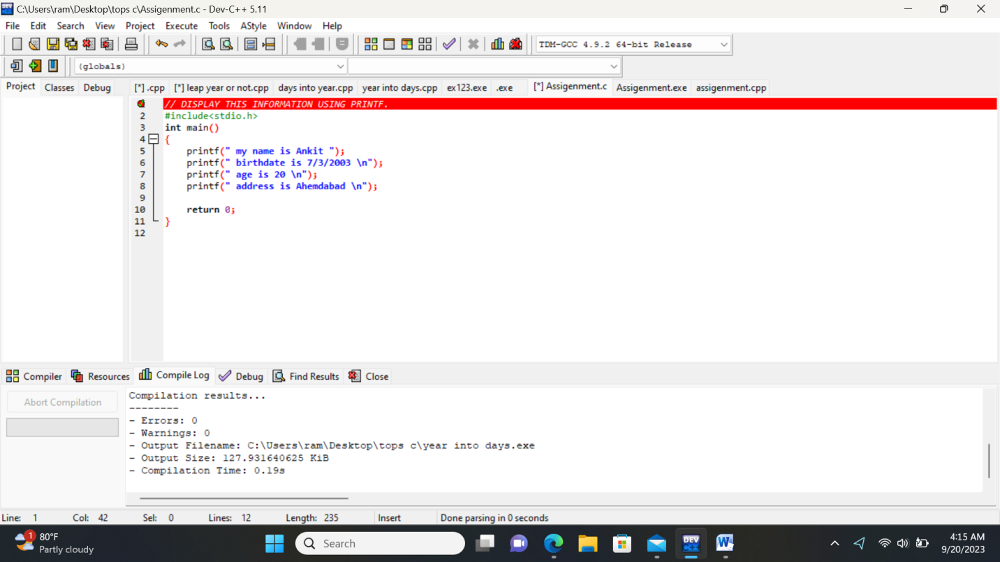 C:\Users\ram\Desktop\tops c\Assigenment.c - Dev-C++ 5.11
File Edit Search View Project Execute Tools AStyle Window Help
TDM-GCC 4.9.2 64-bit Release
(globals)
Project Classes Debug
[*] .cpp [*] leap year or not.cpp days into year.cpp year into days.cpp ex123.exe .exe [*] Assigenment.c Assigenment.exe assigenment.cpp
// DISPLAY THIS INFORMATION USING PRINTF.
2 #include<stdio.h>
3 int main()
4 {
5 printf(" my name is Ankit ");
6 printf(" birthdate is 7/3/2003 \n");
7 printf(" age is 20 \n");
8 printf(" address is Ahemdabad \n");
9
10 return 0;
11 }
12
Compiler Resources Compile Log Debug Find Results Close
Abort Compilation
Compilation results...
--------
- Errors: 0
- Warnings: 0
- Output Filename: C:\Users\ram\Desktop\tops c\year into days.exe
- Output Size: 127.931640625 KiB
- Compilation Time: 0.19s
Line: 1 Col: 42 Sel: 0 Lines: 12 Length: 235 Insert Done parsing in 0 seconds
1
80°F
Partly cloudy
Search
DEV
W
4:15 AM
9/20/2023